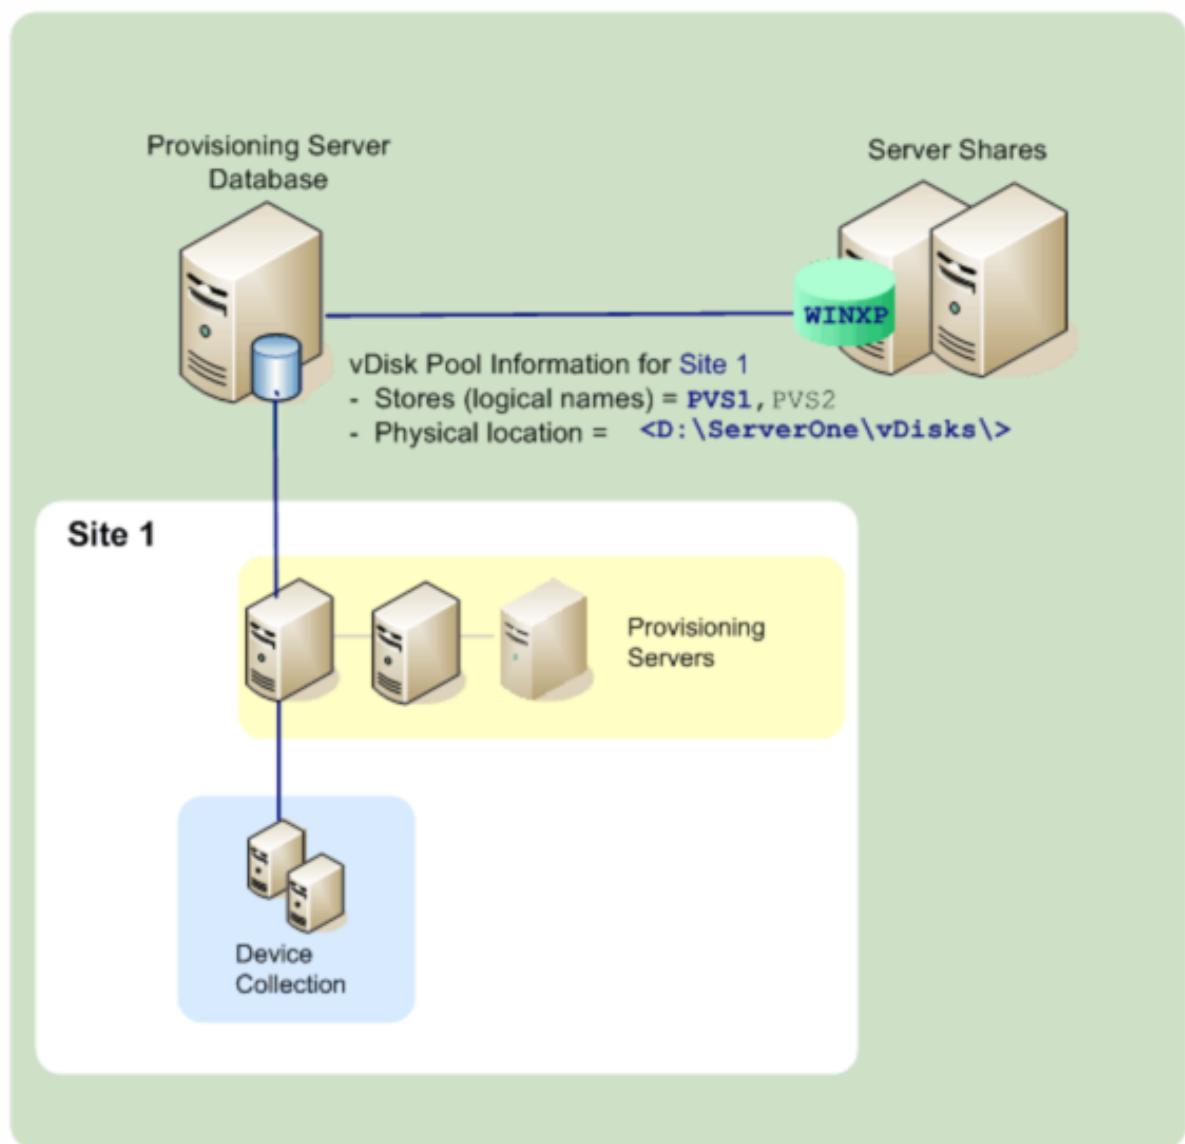 Provisioning Server
Database
Server Shares
WINXP
vDisk Pool Information for Site 1
- Stores (logical names) = PVS1, PVS2
- Physical location = <D:\ServerOne\vDisks\>
Site 1
Provisioning
Servers
Device
Collection